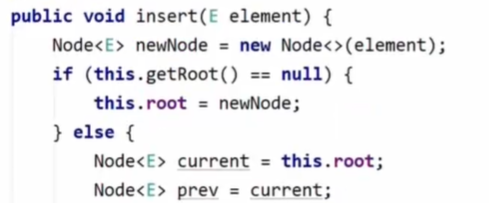 public void insert(E element) {
Node<E> newNode = new Node<>(element);
if (this.getRoot() == null) {
this.root = newNode;
} else {
Node<E> current = this.root;
Node<E> prev = current;